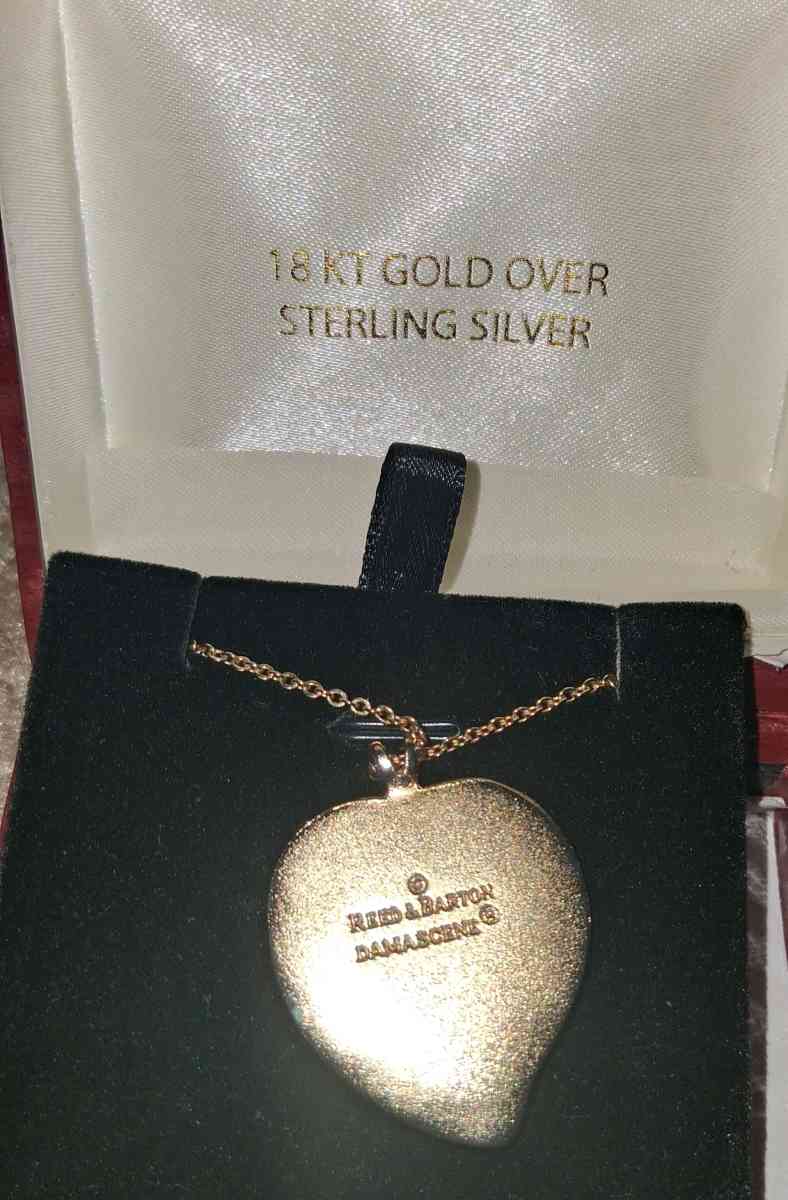 18 KT GOLD OVER
STERLING SILVER
REED & BARTON
DAMASCENE®